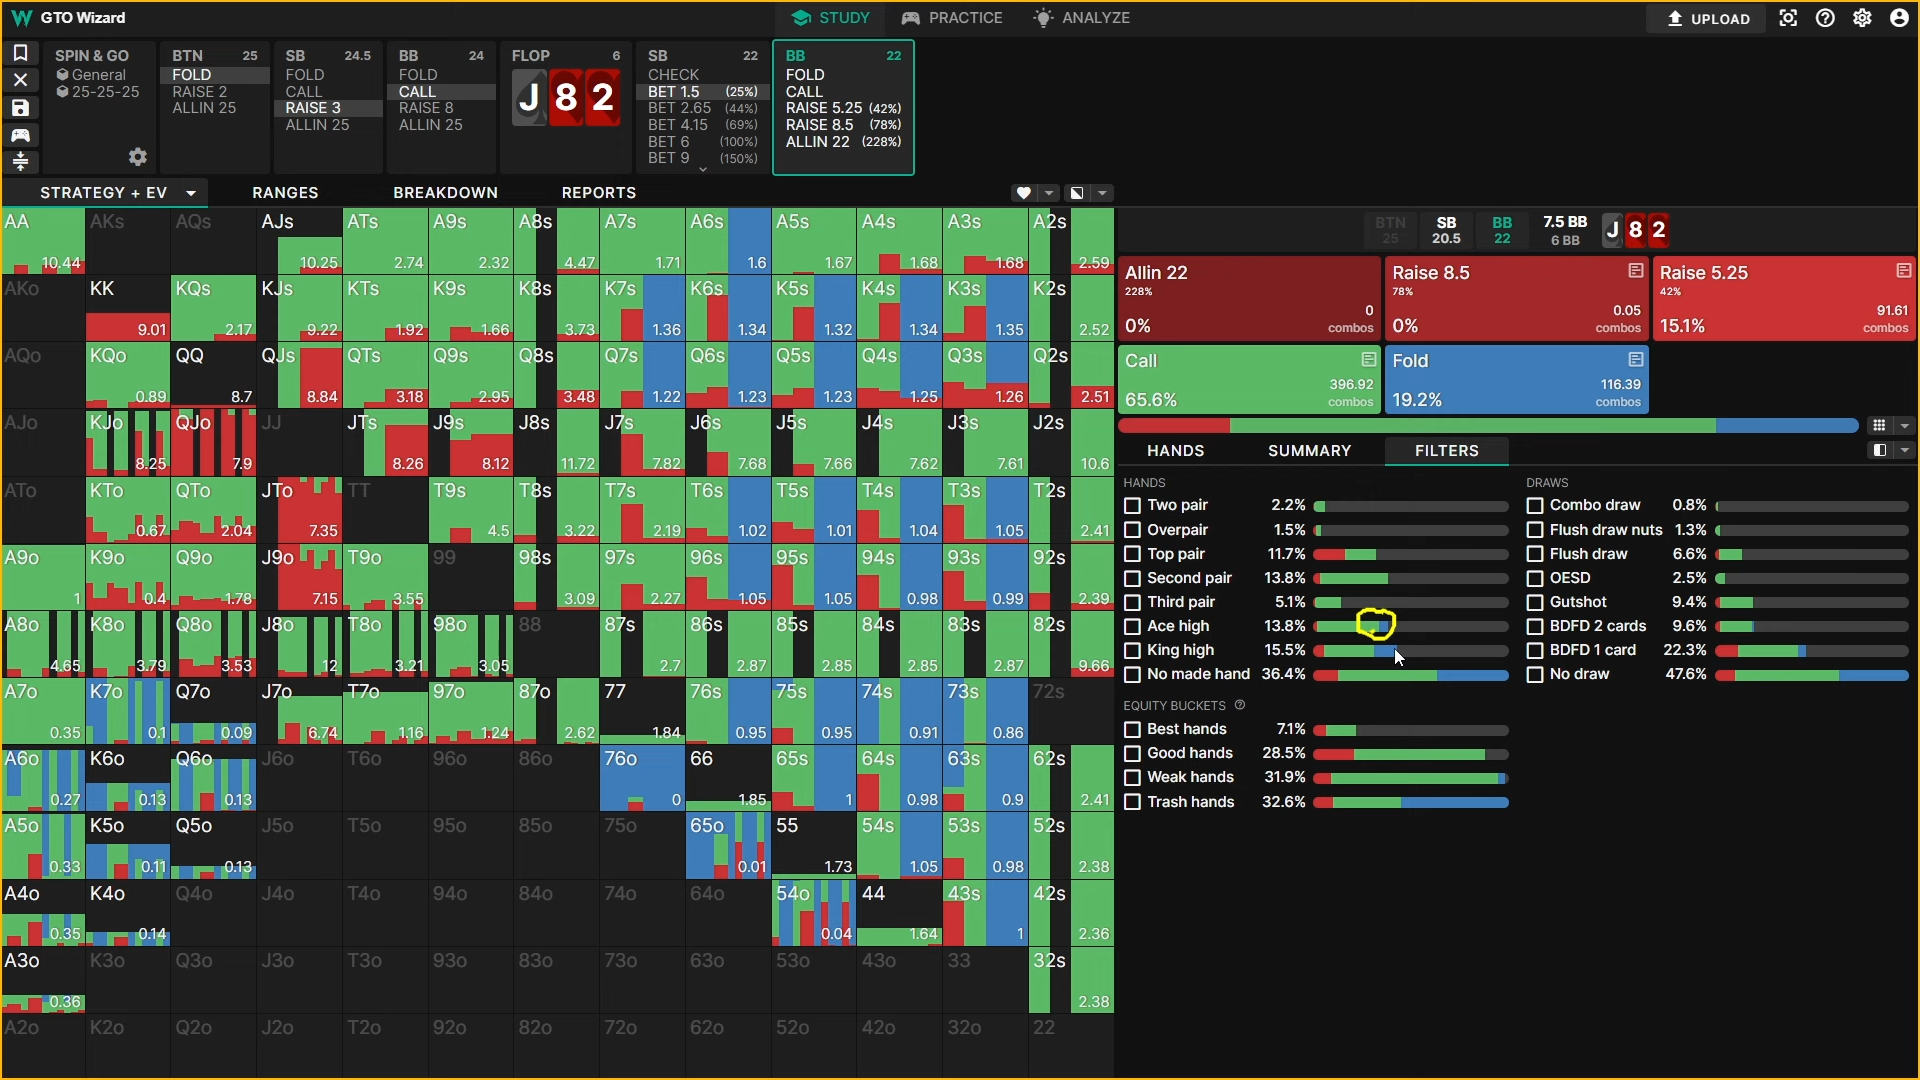 GTO Wizard
STUDY
PRACTICE
ANALYZE
UPLOAD
SPIN & GO
General
25-25-25
BTN 25
FOLD
RAISE 2
ALLIN 25
SB 24.5
FOLD
CALL
RAISE 3
ALLIN 25
BB 24
FOLD
CALL
RAISE 8
ALLIN 25
FLOP 6
J 8 2
SB 22
CHECK
BET 1.5 (25%)
BET 2.65 (44%)
BET 4.15 (69%)
BET 6 (100%)
BET 9 (150%)
BB 22
FOLD
CALL
RAISE 5.25 (42%)
RAISE 8.5 (78%)
ALLIN 22 (228%)
STRATEGY + EV
RANGES
BREAKDOWN
REPORTS
AA AKs AQs AJs ATs A9s A8s A7s A6s A5s A4s A3s A2s
10.44 10.25 2.74 2.32 4.47 1.71 1.6 1.67 1.68 1.68 2.59
AKo KK KQs KJs KTs K9s K8s K7s K6s K5s K4s K3s K2s
9.01 2.17 9.22 1.92 1.66 3.73 1.36 1.34 1.32 1.34 1.35 2.52
AQo KQo QQ QJs QTs Q9s Q8s Q7s Q6s Q5s Q4s Q3s Q2s
0.89 8.7 8.84 3.18 2.95 3.48 1.22 1.23 1.23 1.25 1.26 2.51
AJo KJo QJo JJ JTs J9s J8s J7s J6s J5s J4s J3s J2s
8.25 7.9 8.26 8.12 11.72 7.82 7.68 7.66 7.62 7.61 10.6
ATo KTo QTo JTo TT T9s T8s T7s T6s T5s T4s T3s T2s
0.67 2.04 7.35 4.5 3.22 2.19 1.02 1.01 1.04 1.05 2.41
A9o K9o Q9o J9o T9o 99 98s 97s 96s 95s 94s 93s 92s
1 0.4 1.78 7.15 3.55 3.09 2.27 1.05 1.05 0.98 0.99 2.39
A8o K8o Q8o J8o T8o 98o 88 87s 86s 85s 84s 83s 82s
4.65 3.79 3.53 12 3.21 3.05 2.7 2.87 2.85 2.85 2.87 9.66
A7o K7o Q7o J7o T7o 97o 87o 77 76s 75s 74s 73s 72s
0.35 0.1 0.09 6.74 1.16 1.24 2.62 1.84 0.95 0.95 0.91 0.86
A6o K6o Q6o J6o T6o 96o 86o 76o 66 65s 64s 63s 62s
0.27 0.13 0.13 0 1.85 1 0.98 0.9 2.41
A5o K5o Q5o J5o T5o 95o 85o 75o 65o 55 54s 53s 52s
0.33 0.11 0.13 0.01 1.73 1.05 0.98 2.38
A4o K4o Q4o J4o T4o 94o 84o 74o 64o 54o 44 43s 42s
0.35 0.14 0.04 1.64 1 2.36
A3o K3o Q3o J3o T3o 93o 83o 73o 63o 53o 43o 33 32s
0.36 2.38
A2o K2o Q2o J2o T2o 92o 82o 72o 62o 52o 42o 32o 22
BTN 25
SB 20.5
BB 22
7.5 BB
6 BB
J 8 2
Allin 22
228%
0
0% combos
Raise 8.5
78%
0.05
0% combos
Raise 5.25
42%
91.61
15.1% combos
Call
396.92
65.6% combos
Fold
116.39
19.2% combos
HANDS
SUMMARY
FILTERS
HANDS
Two pair 2.2%
Overpair 1.5%
Top pair 11.7%
Second pair 13.8%
Third pair 5.1%
Ace high 13.8%
King high 15.5%
No made hand 36.4%
DRAWS
Combo draw 0.8%
Flush draw nuts 1.3%
Flush draw 6.6%
OESD 2.5%
Gutshot 9.4%
BDFD 2 cards 9.6%
BDFD 1 card 22.3%
No draw 47.6%
EQUITY BUCKETS
Best hands 7.1%
Good hands 28.5%
Weak hands 31.9%
Trash hands 32.6%